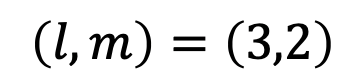 (l, m) = (3,2)